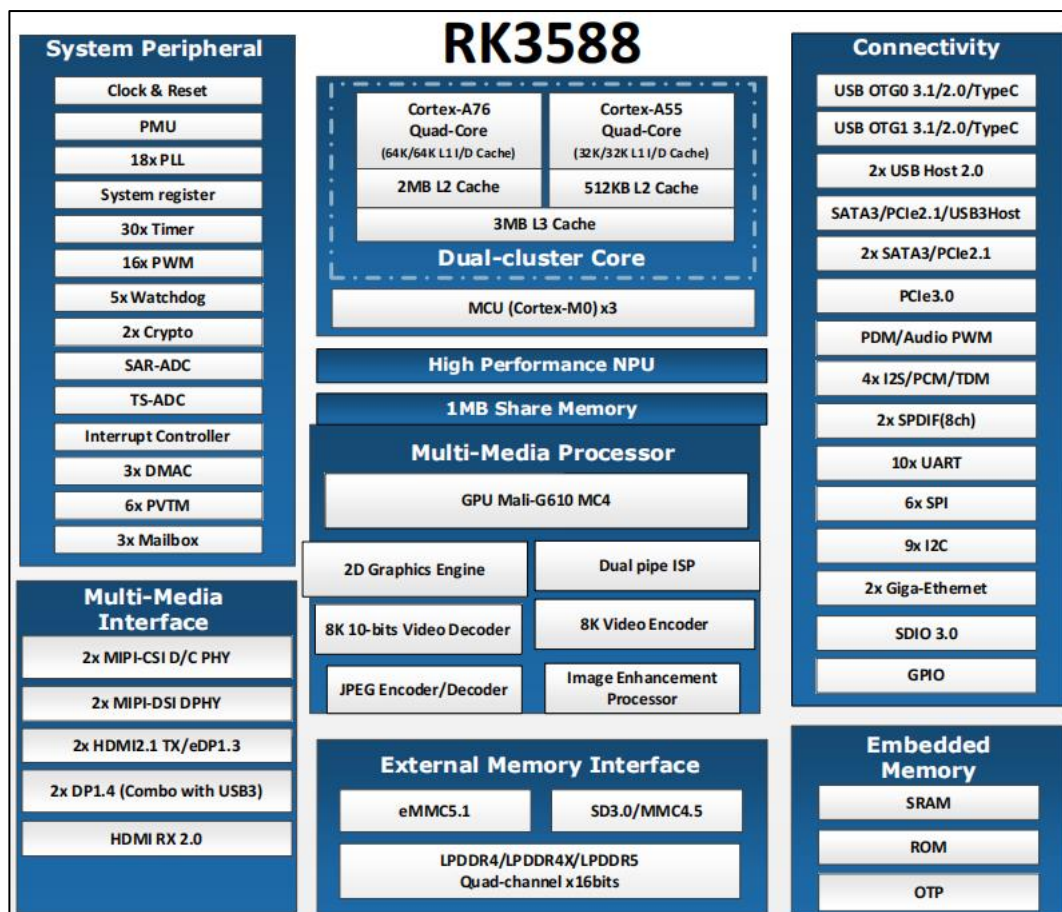 RK3588
System Peripheral
Clock & Reset
PMU
18x PLL
System register
30x Timer
16x PWM
5x Watchdog
2x Crypto
SAR-ADC
TS-ADC
Interrupt Controller
3x DMAC
6x PVTM
3x Mailbox
Multi-Media
Interface
2x MIPI-CSI D/C PHY
2x MIPI-DSI DPHY
2x HDMI2.1 TX/eDP1.3
2x DP1.4 (Combo with USB3)
HDMI RX 2.0
Cortex-A76
Quad-Core
(64K/64K L1 I/D Cache)
2MB L2 Cache
Cortex-A55
Quad-Core
(32K/32K L1 I/D Cache)
512KB L2 Cache
3MB L3 Cache
Dual-cluster Core
MCU (Cortex-M0) x3
High Performance NPU
1MB Share Memory
Multi-Media Processor
GPU Mali-G610 MC4
2D Graphics Engine
Dual pipe ISP
8K 10-bits Video Decoder
8K Video Encoder
JPEG Encoder/Decoder
Image Enhancement
Processor
External Memory Interface
eMMC5.1
SD3.0/MMC4.5
LPDDR4/LPDDR4X/LPDDR5
Quad-channel x16bits
Connectivity
USB OTG0 3.1/2.0/TypeC
USB OTG1 3.1/2.0/TypeC
2x USB Host 2.0
SATA3/PCIe2.1/USB3Host
2x SATA3/PCIe2.1
PCIe3.0
PDM/Audio PWM
4x I2S/PCM/TDM
2x SPDIF(8ch)
10x UART
6x SPI
9x I2C
2x Giga-Ethernet
SDIO 3.0
GPIO
Embedded
Memory
SRAM
ROM
OTP